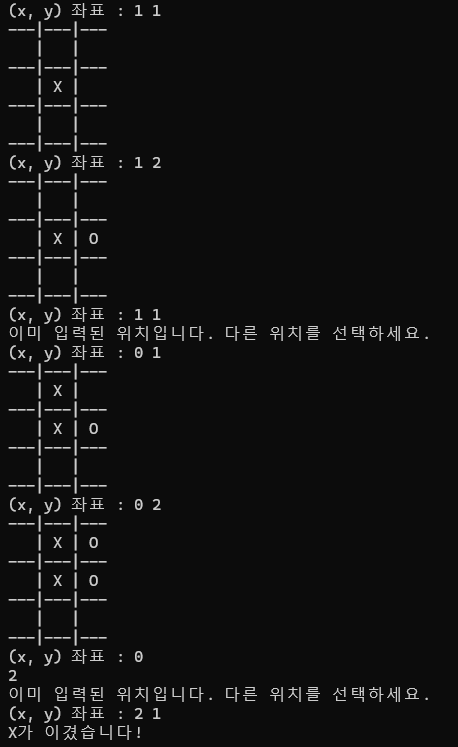 (x, y) 좌표 : 1 1
---|---|---
   |   |
---|---|---
   | X |
---|---|---
   |   |
---|---|---
(x, y) 좌표 : 1 2
---|---|---
   |   |
---|---|---
   | X | O
---|---|---
   |   |
---|---|---
(x, y) 좌표 : 1 1
이미 입력된 위치입니다. 다른 위치를 선택하세요.
(x, y) 좌표 : 0 1
---|---|---
   | X |
---|---|---
   | X | O
---|---|---
   |   |
---|---|---
(x, y) 좌표 : 0 2
---|---|---
   | X | O
---|---|---
   | X | O
---|---|---
   |   |
---|---|---
(x, y) 좌표 : 0
2
이미 입력된 위치입니다. 다른 위치를 선택하세요.
(x, y) 좌표 : 2 1
X가 이겼습니다!